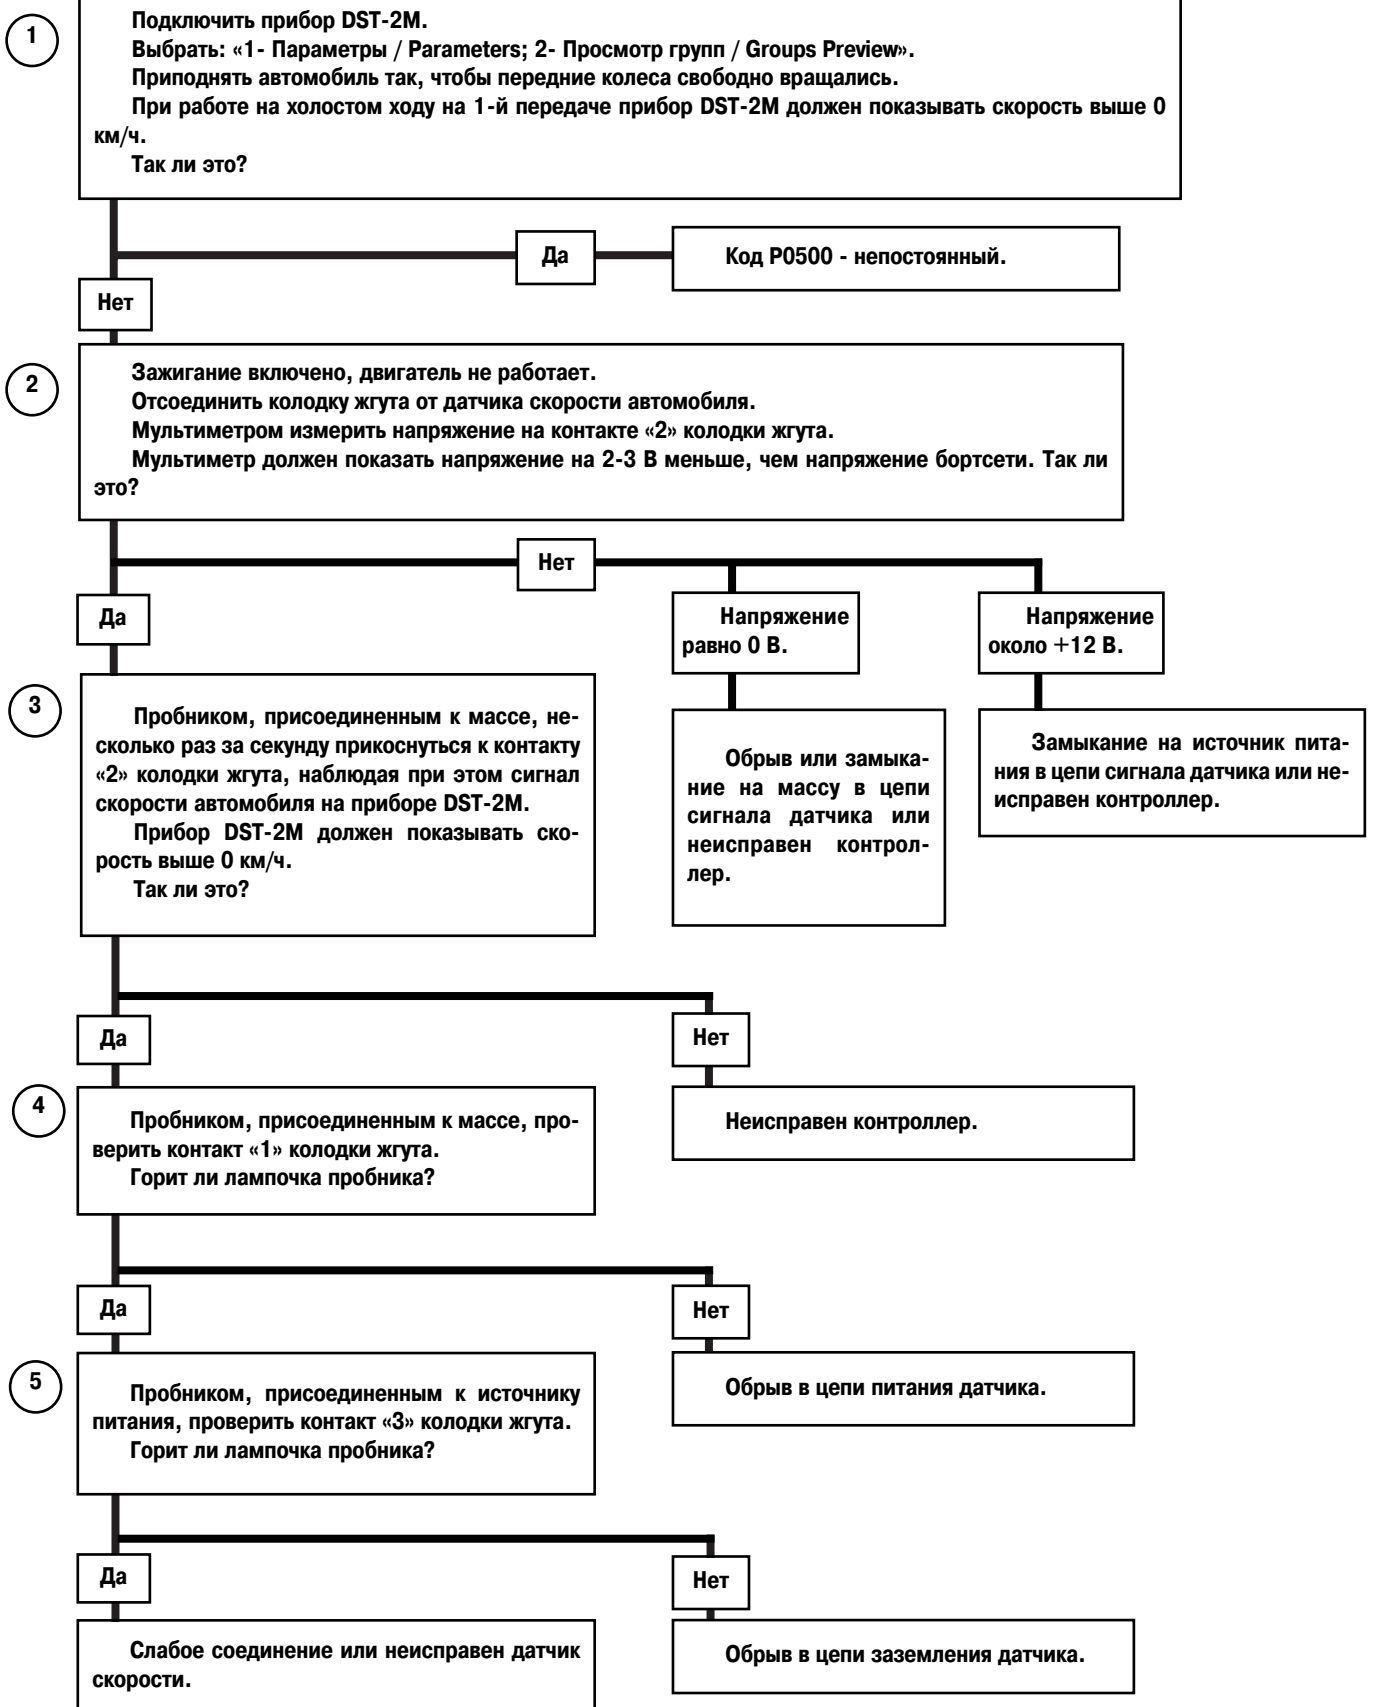 1
Подключить прибор DST-2M.
Выбрать: «1- Параметры / Parameters; 2- Просмотр групп / Groups Preview».
Приподнять автомобиль так, чтобы передние колеса свободно вращались.
При работе на холостом ходу на 1-й передаче прибор DST-2M должен показывать скорость выше 0
км/ч.
Так ли это?
Да
Код P0500 - непостоянный.
Нет
2
Зажигание включено, двигатель не работает.
Отсоединить колодку жгута от датчика скорости автомобиля.
Мультиметром измерить напряжение на контакте «2» колодки жгута.
Мультиметр должен показать напряжение на 2-3 В меньше, чем напряжение бортсети. Так ли
это?
Нет
Да
Напряжение
равно 0 В.
Напряжение
около +12 В.
3
Пробником, присоединенным к массе, не-
сколько раз за секунду прикоснуться к контакту
«2» колодки жгута, наблюдая при этом сигнал
скорости автомобиля на приборе DST-2M.
Прибор DST-2M должен показывать ско-
рость выше 0 км/ч.
Так ли это?
Обрыв или замыка-
ние на массу в цепи
сигнала датчика или
неисправен контрол-
лер.
Замыкание на источник пита-
ния в цепи сигнала датчика или не-
исправен контроллер.
Да
Нет
4
Пробником, присоединенным к массе, про-
верить контакт «1» колодки жгута.
Горит ли лампочка пробника?
Неисправен контроллер.
Да
Нет
5
Пробником, присоединенным к источнику
питания, проверить контакт «3» колодки жгута.
Горит ли лампочка пробника?
Обрыв в цепи питания датчика.
Да
Нет
Слабое соединение или неисправен датчик
скорости.
Обрыв в цепи заземления датчика.